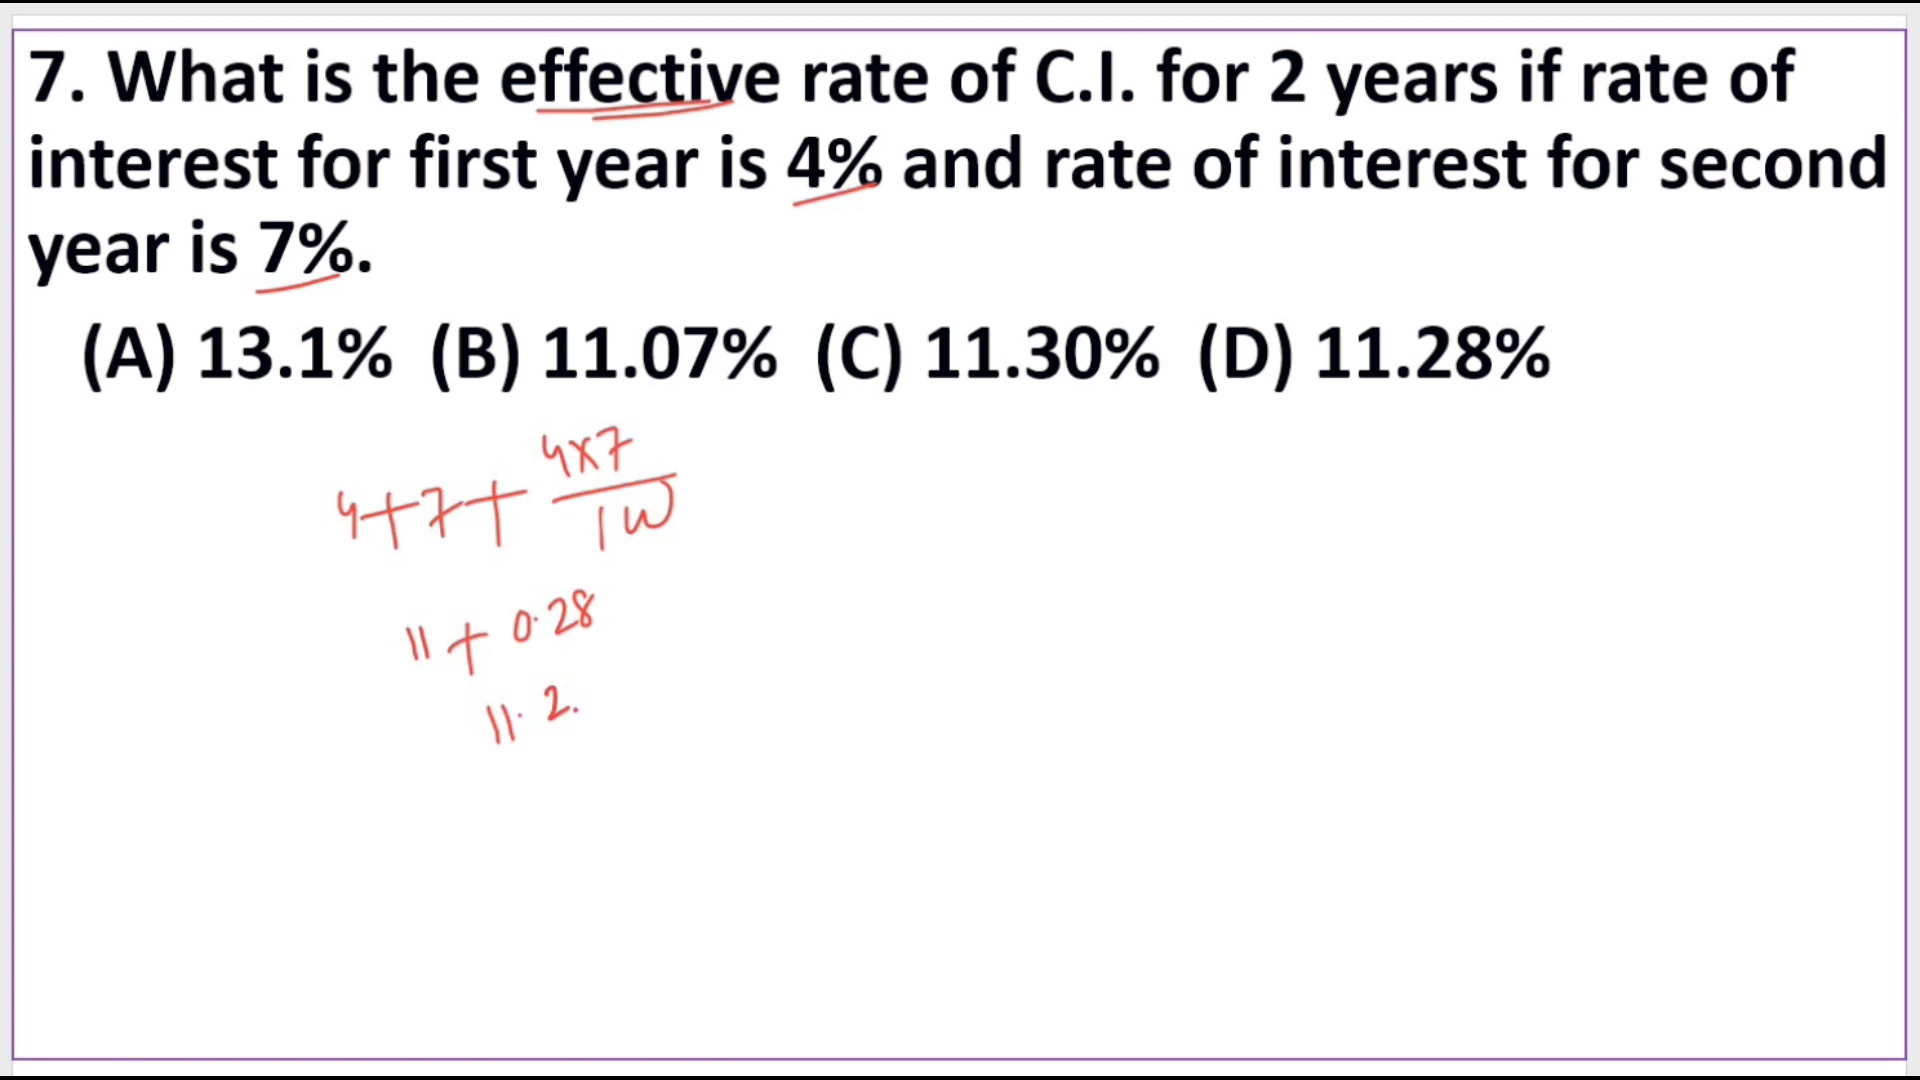 7. What is the effective rate of C.I. for 2 years if rate of
interest for first year is 4% and rate of interest for second
year is 7%.
(A) 13.1% (B) 11.07% (C) 11.30% (D) 11.28%
4+7+ 4x7/100
11 + 0.28
11.2